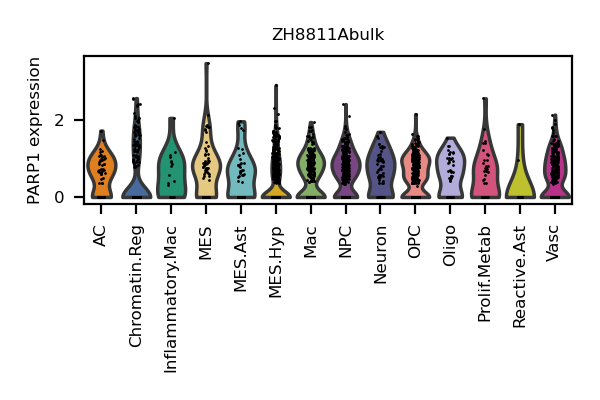 ZH8811Abulk
PARP1 expression
2
0
AC
Chromatin.Reg
Inflammatory.Mac
MES
MES.Ast
MES.Hyp
Mac
NPC
Neuron
OPC
Oligo
Prolif.Metab
Reactive.Ast
Vasc